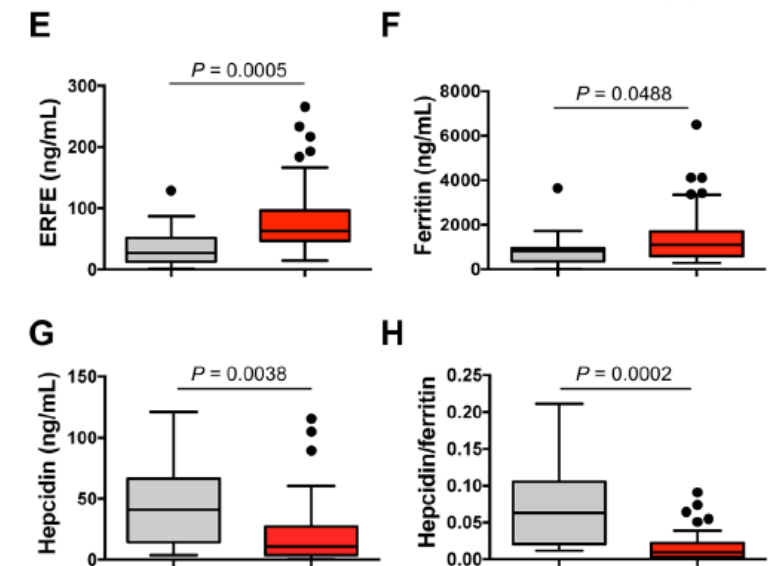 E
P = 0.0005
300
200
100
0
ERFE (ng/mL)
F
P = 0.0488
8000
6000
4000
2000
0
Ferritin (ng/mL)
G
P = 0.0038
150
100
50
0
Hepcidin (ng/mL)
H
P = 0.0002
0.25
0.20
0.15
0.10
0.05
0.00
Hepcidin/ferritin